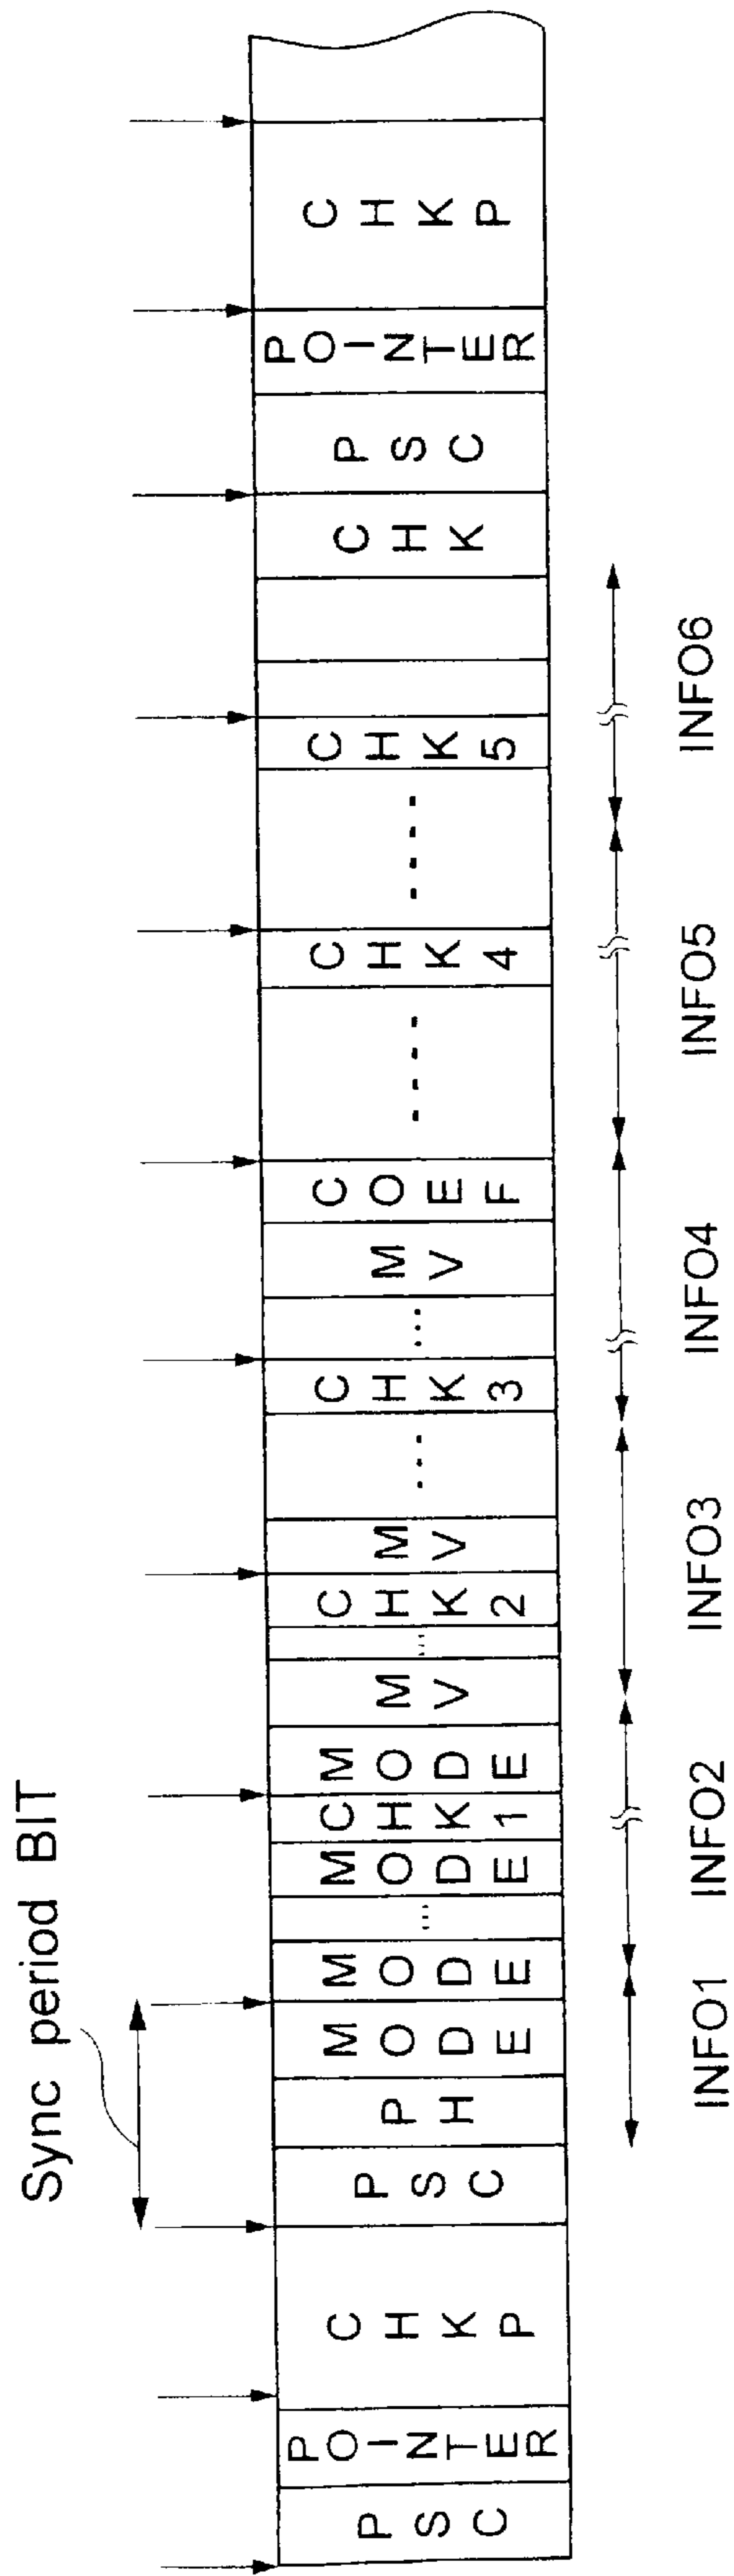 Sync period BIT
PSC
POINTER
CHKP
PSC
PH
MODE
MODE
...
MODE
CHK1
MODE
MV
...
CHK2
MV
...
CHK3
...
MV
COEF
....
CHK4
....
CHK5
CHK
PSC
POINTER
CHKP
INFO1
INFO2
INFO3
INFO4
INFO5
INFO6